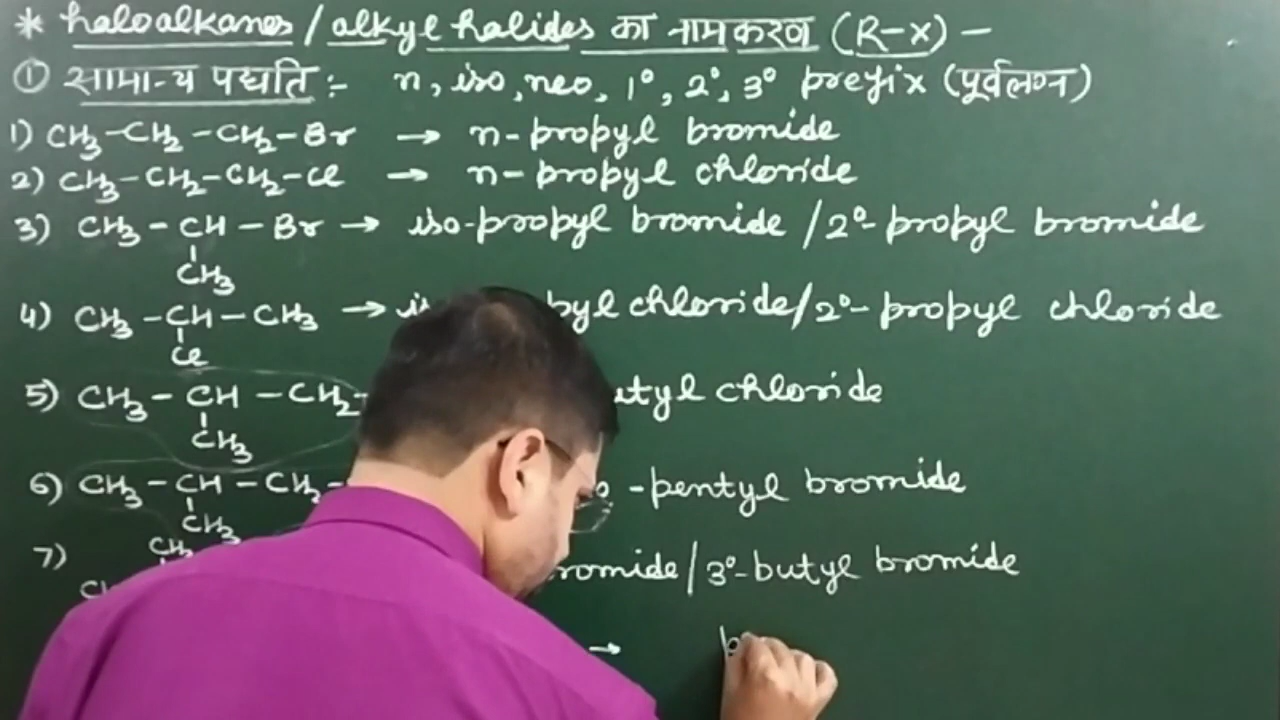 * haloalkanes / alkyl halides का नामकरण (R-X) -
① सामान्य पद्धति :- n, iso, neo, 1°, 2°, 3° prefix (पूर्वलग्न)
1) CH₃-CH₂-CH₂-Br → n-propyl bromide
2) CH₃-CH₂-CH₂-Cl → n-propyl chloride
3) CH₃-CH-Br → iso-propyl bromide / 2°-propyl bromide
CH₃
4) CH₃-CH-CH₃ → chloride / 2°-propyl chloride
Cl
5) CH₃-CH-CH₂- chloride
CH₃
6) CH₃-CH-CH₂- -pentyl bromide
CH₃
7)
/ 3°-butyl bromide
→